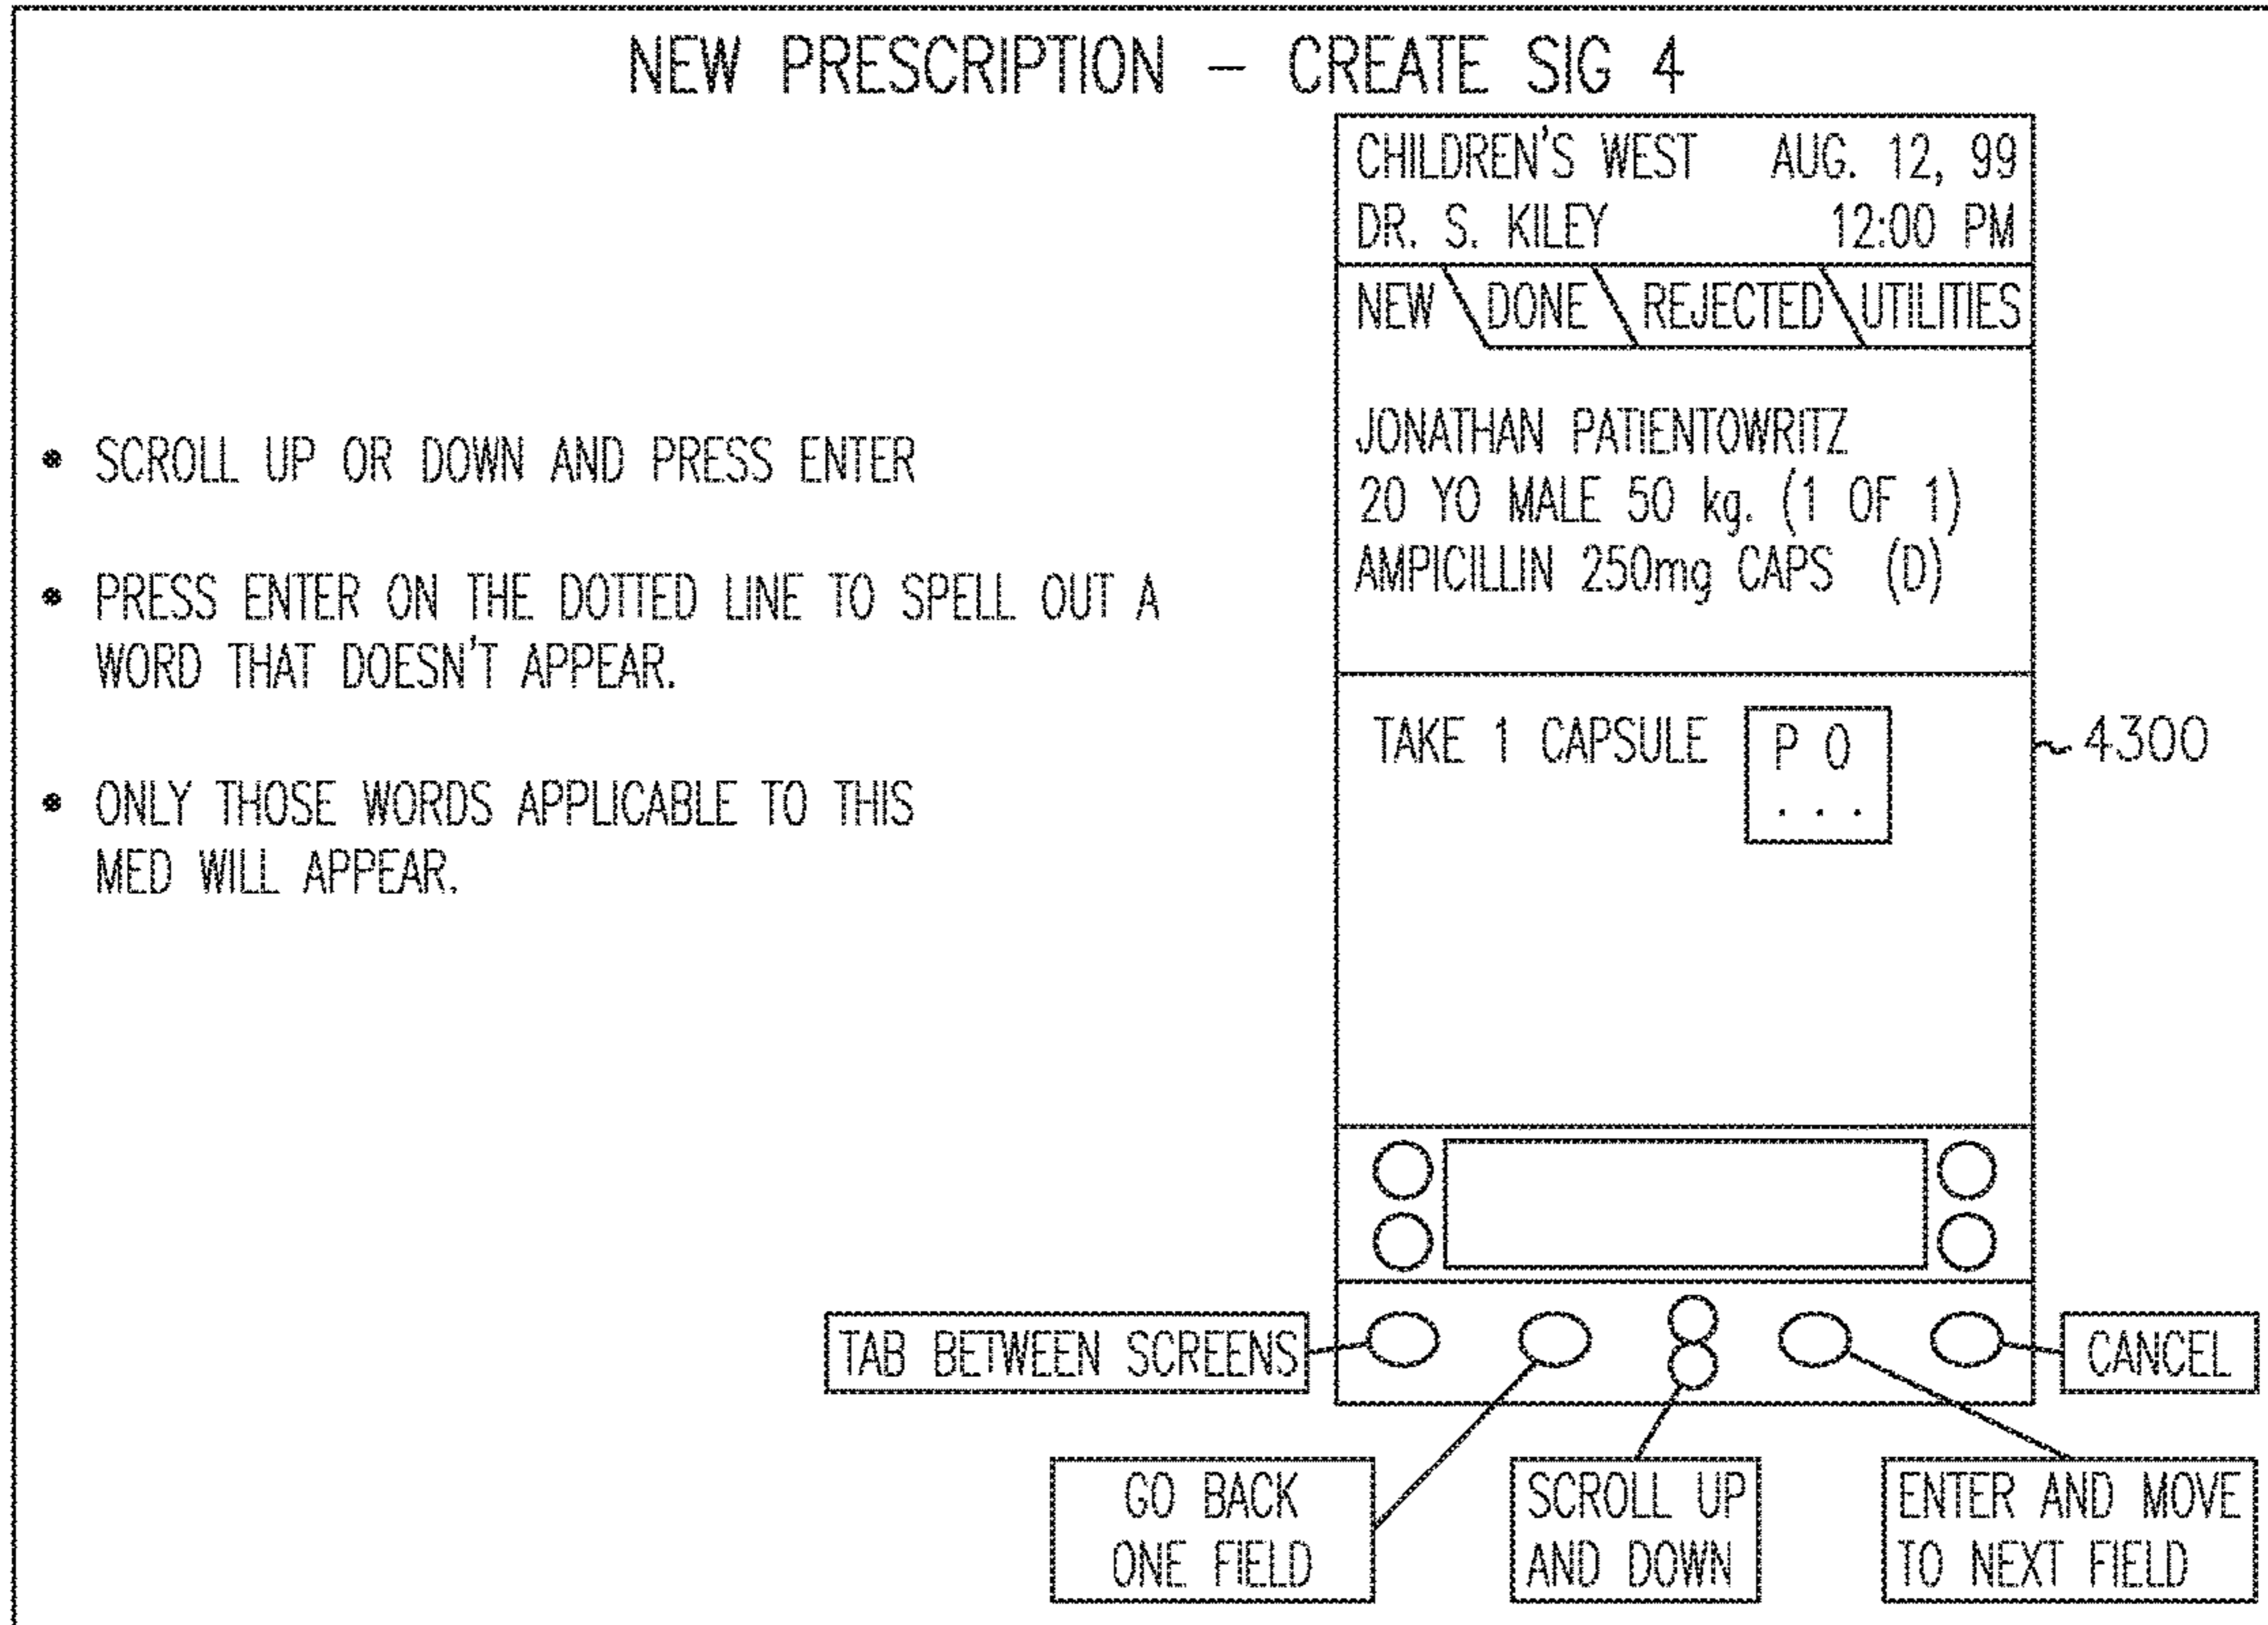 NEW PRESCRIPTION – CREATE SIG 4
• SCROLL UP OR DOWN AND PRESS ENTER
• PRESS ENTER ON THE DOTTED LINE TO SPELL OUT A
WORD THAT DOESN'T APPEAR.
• ONLY THOSE WORDS APPLICABLE TO THIS
MED WILL APPEAR.
CHILDREN'S WEST AUG. 12, 99
DR. S. KILEY 12:00 PM
NEW DONE REJECTED UTILITIES
JONATHAN PATIENTOWRITZ
20 YO MALE 50 kg. (1 OF 1)
AMPICILLIN 250mg CAPS (D)
TAKE 1 CAPSULE P O
. . .
4300
TAB BETWEEN SCREENS
CANCEL
GO BACK
ONE FIELD
SCROLL UP
AND DOWN
ENTER AND MOVE
TO NEXT FIELD